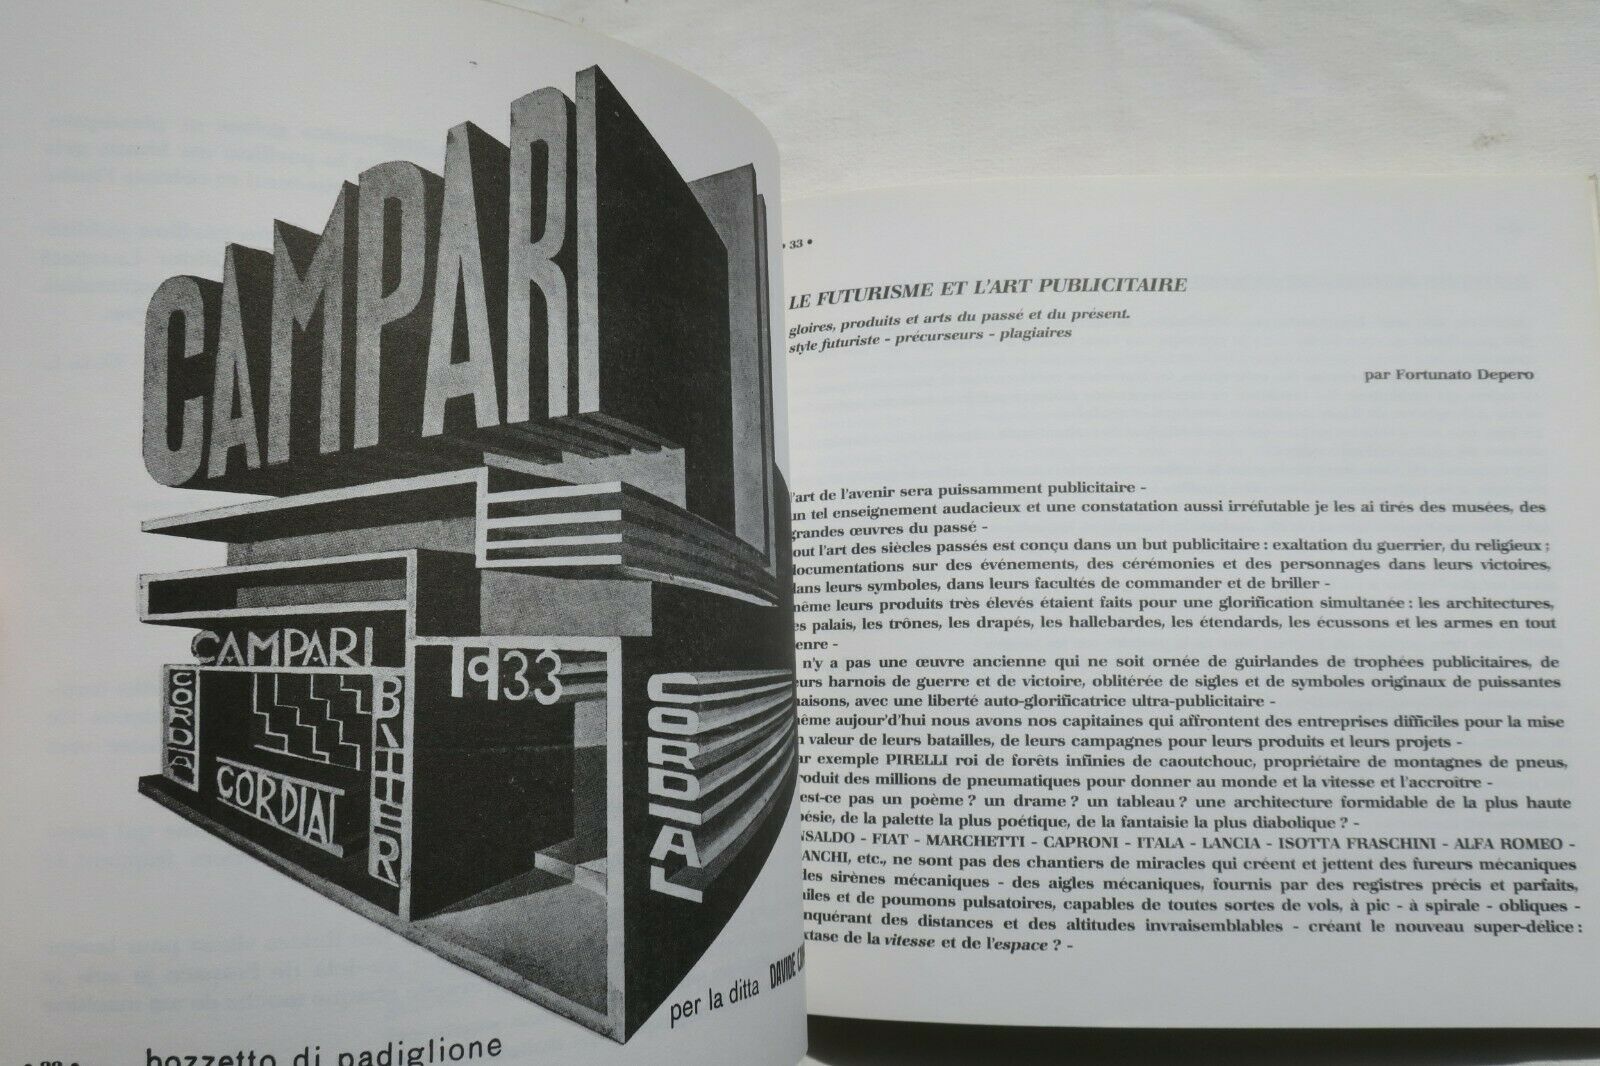 CAMPARI
CAMPARI
1933
CORDIAL
CORDIAL
BITTER
CORDIAL
per la ditta DAVIDE
bozzetto di padiglione
33 •
LE FUTURISME ET L'ART PUBLICITAIRE
gloires, produits et arts du passé et du présent.
style futuriste - précurseurs - plagiaires
par Fortunato Depero
l'art de l'avenir sera puissamment publicitaire -
un tel enseignement audacieux et une constatation aussi irréfutable je les ai tirés des musées, des
grandes œuvres du passé -
tout l'art des siècles passés est conçu dans un but publicitaire : exaltation du guerrier, du religieux ;
documentations sur des événements, des cérémonies et des personnages dans leurs victoires,
dans leurs symboles, dans leurs facultés de commander et de briller -
même leurs produits très élevés étaient faits pour une glorification simultanée : les architectures,
es palais, les trônes, les drapés, les hallebardes, les étendards, les écussons et les armes en tout
enre -
n'y a pas une œuvre ancienne qui ne soit ornée de guirlandes de trophées publicitaires, de
eurs harnois de guerre et de victoire, oblitérée de sigles et de symboles originaux de puissantes
maisons, avec une liberté auto-glorificatrice ultra-publicitaire -
même aujourd'hui nous avons nos capitaines qui affrontent des entreprises difficiles pour la mise
n valeur de leurs batailles, de leurs campagnes pour leurs produits et leurs projets -
ar exemple PIRELLI roi de forêts infinies de caoutchouc, propriétaire de montagnes de pneus,
roduit des millions de pneumatiques pour donner au monde et la vitesse et l'accroître -
est-ce pas un poème ? un drame ? un tableau ? une architecture formidable de la plus haute
oésie, de la palette la plus poétique, de la fantaisie la plus diabolique ? -
NSALDO - FIAT - MARCHETTI - CAPRONI - ITALA - LANCIA - ISOTTA FRASCHINI - ALFA ROMEO -
IANCHI, etc., ne sont pas des chantiers de miracles qui créent et jettent des fureurs mécaniques
des sirènes mécaniques - des aigles mécaniques, fournis par des registres précis et parfaits,
ailes et de poumons pulsatoires, capables de toutes sortes de vols, à pic - à spirale - obliques -
onquérant des distances et des altitudes invraisemblables - créant le nouveau super-délice :
xtase de la vitesse et de l'espace ? -